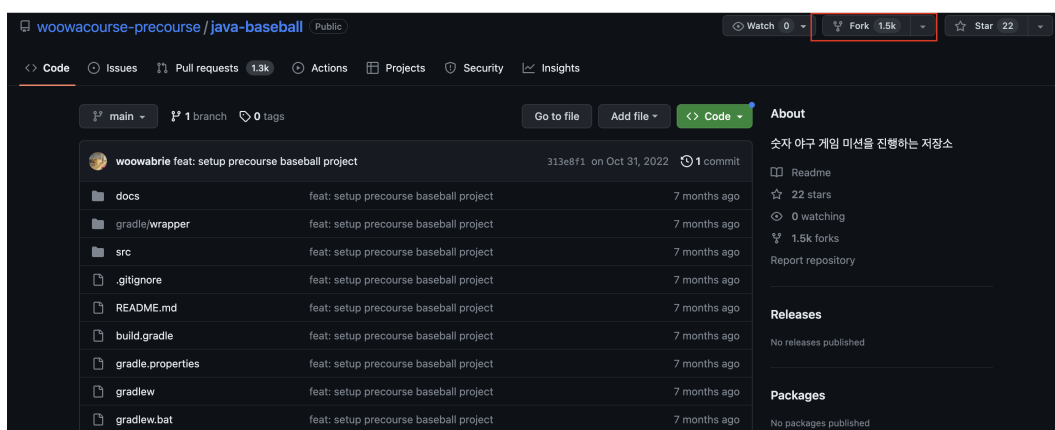 woowacourse-precourse / java-baseball Public
Watch 0 Fork 1.5k Star 22
Code Issues Pull requests 1.3k Actions Projects Security Insights
main 1 branch 0 tags Go to file Add file Code
woowabrie feat: setup precourse baseball project 313e8f1 on Oct 31, 2022 1 commit
docs feat: setup precourse baseball project 7 months ago
gradle/wrapper feat: setup precourse baseball project 7 months ago
src feat: setup precourse baseball project 7 months ago
.gitignore feat: setup precourse baseball project 7 months ago
README.md feat: setup precourse baseball project 7 months ago
build.gradle feat: setup precourse baseball project 7 months ago
gradle.properties feat: setup precourse baseball project 7 months ago
gradlew feat: setup precourse baseball project 7 months ago
gradlew.bat feat: setup precourse baseball project 7 months ago
About
숫자 야구 게임 미션을 진행하는 저장소
Readme
22 stars
0 watching
1.5k forks
Report repository
Releases
No releases published
Packages
No packages published